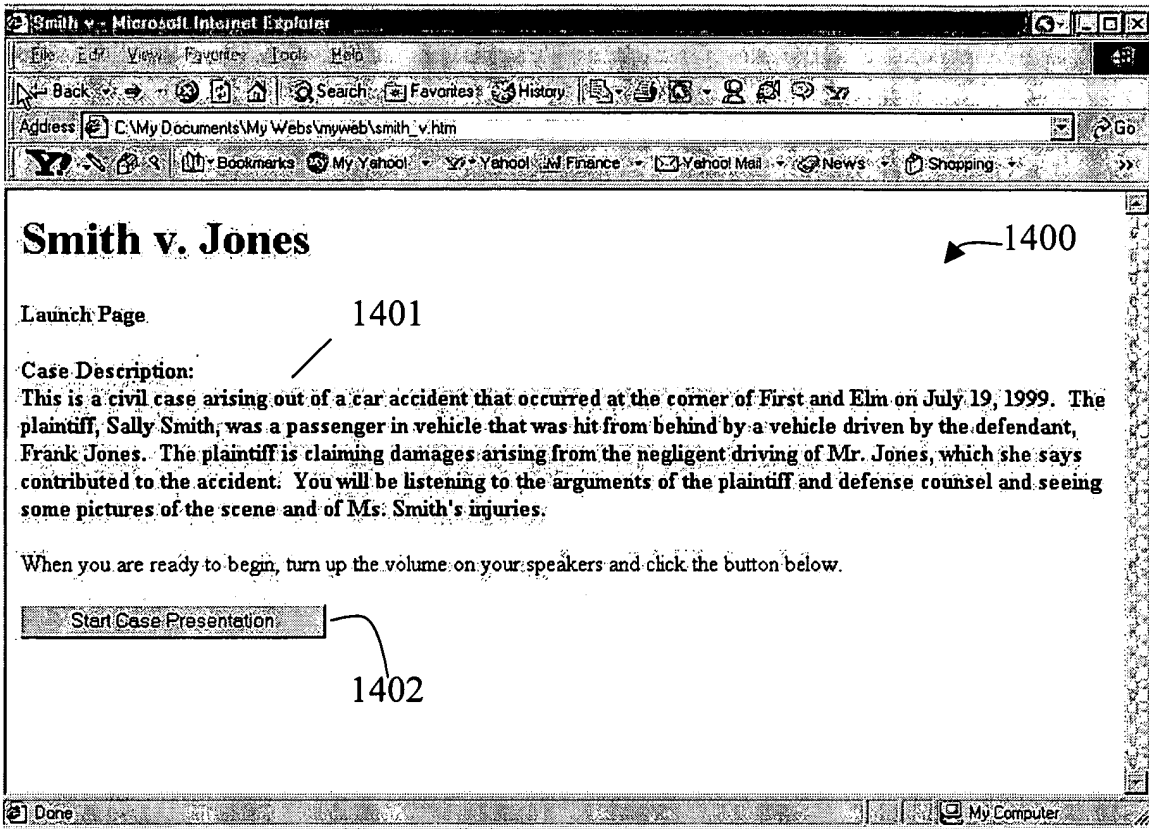 Smith v - Microsoft Internet Explorer
File Edit View Favorites Tools Help
Back Search Favorites History
Address C:\My Documents\My Webs\myweb\smith_v.htm Go
Y! Bookmarks My Yahoo! Y! Yahoo! Finance Yahoo! Mail News Shopping >>
Smith v. Jones
1400
Launch Page
1401
Case Description:
This is a civil case arising out of a car accident that occurred at the corner of First and Elm on July 19, 1999. The
plaintiff, Sally Smith, was a passenger in vehicle that was hit from behind by a vehicle driven by the defendant,
Frank Jones. The plaintiff is claiming damages arising from the negligent driving of Mr. Jones, which she says
contributed to the accident. You will be listening to the arguments of the plaintiff and defense counsel and seeing
some pictures of the scene and of Ms. Smith's injuries.
When you are ready to begin, turn up the volume on your speakers and click the button below.
Start Case Presentation
1402
Done My Computer